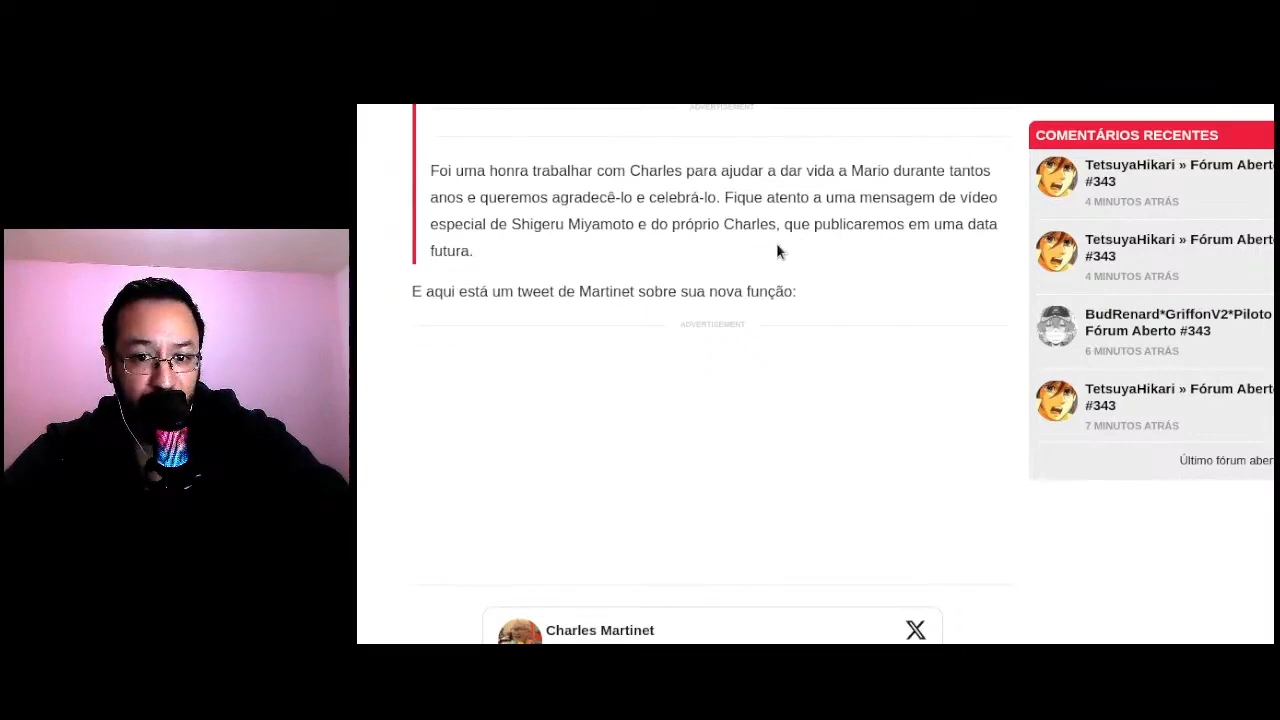 ADVERTISEMENT
Foi uma honra trabalhar com Charles para ajudar a dar vida a Mario durante tantos
anos e queremos agradecê-lo e celebrá-lo. Fique atento a uma mensagem de vídeo
especial de Shigeru Miyamoto e do próprio Charles, que publicaremos em uma data
futura.
E aqui está um tweet de Martinet sobre sua nova função:
ADVERTISEMENT
Charles Martinet
COMENTÁRIOS RECENTES
TetsuyaHikari » Fórum Aberto
#343
4 MINUTOS ATRÁS
TetsuyaHikari » Fórum Aberto
#343
4 MINUTOS ATRÁS
BudRenard*GriffonV2*Piloto
Fórum Aberto #343
6 MINUTOS ATRÁS
TetsuyaHikari » Fórum Aberto
#343
7 MINUTOS ATRÁS
Último fórum aber